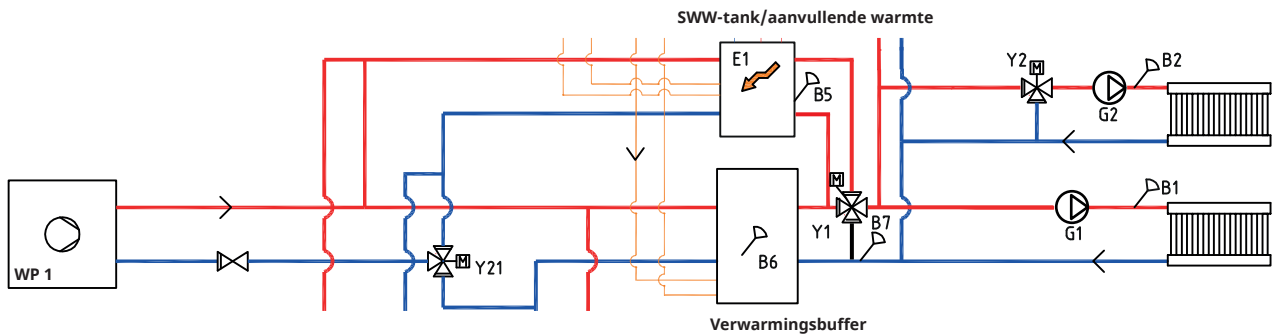 SWW-tank/aanvullende warmte
E1
B5
Y2
M
B2
G2
M
Y1
B7
B1
G1
WP 1
M
Y21
B6
Verwarmingsbuffer